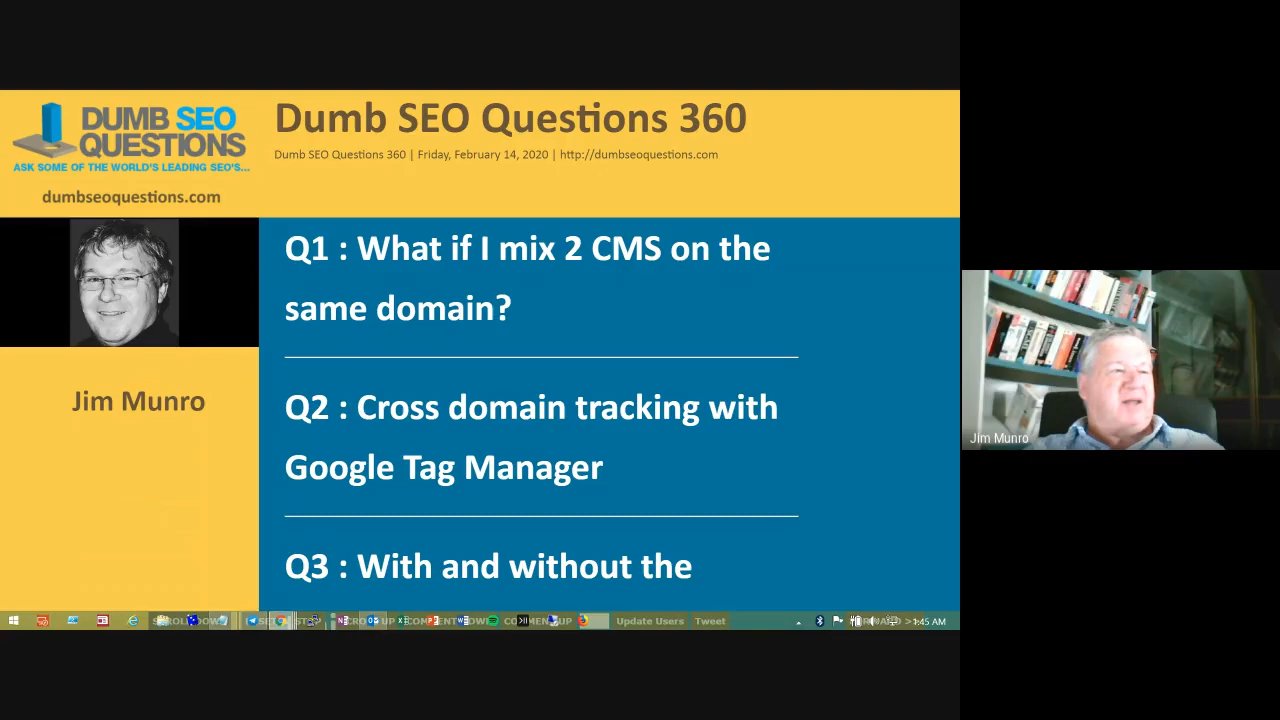 DUMB SEO
QUESTIONS
ASK SOME OF THE WORLD'S LEADING SEO'S...
dumbseoquestions.com
Dumb SEO Questions 360
Dumb SEO Questions 360 | Friday, February 14, 2020 | http://dumbseoquestions.com
Jim Munro
Q1 : What if I mix 2 CMS on the
same domain?
Q2 : Cross domain tracking with
Google Tag Manager
Q3 : With and without the
Jim Munro
Update Users Tweet
1:45 AM